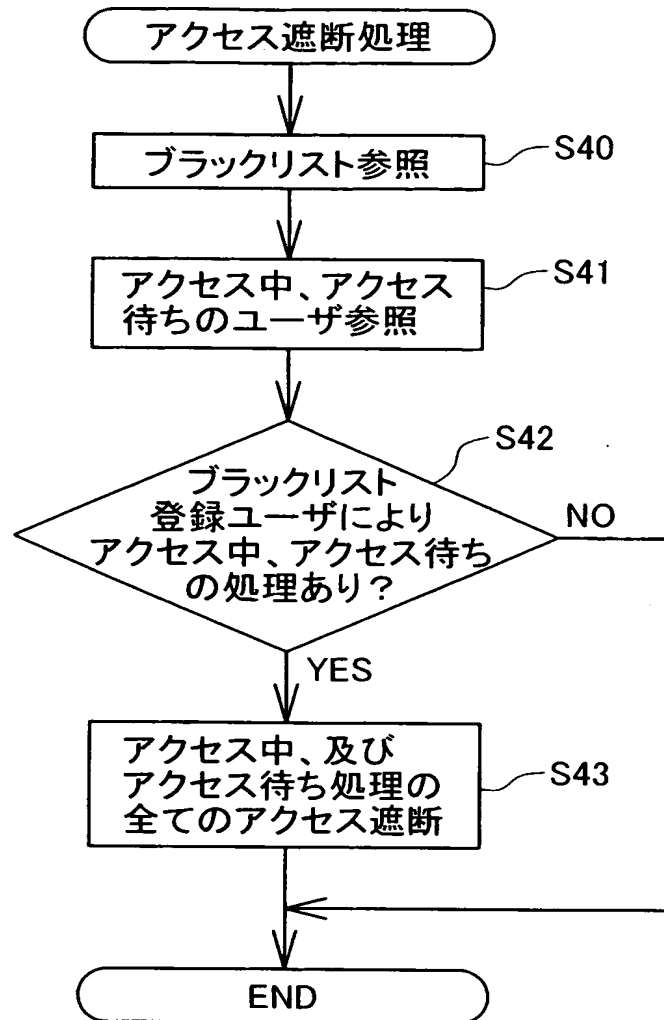 アクセス遮断処理
ブラックリスト参照
S40
アクセス中、アクセス
待ちのユーザ参照
S41
ブラックリスト
登録ユーザにより
アクセス中、アクセス待ち
の処理あり?
S42
NO
YES
アクセス中、及び
アクセス待ち処理の
全てのアクセス遮断
S43
END